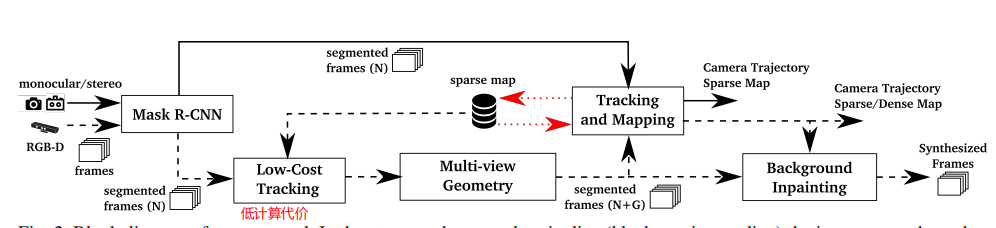 segmented
frames (N)
monocular/stereo
Mask R-CNN
RGB-D
frames
segmented
frames (N)
Low-Cost
Tracking
低计算代价
Multi-view
Geometry
sparse map
Tracking
and Mapping
segmented
frames (N+G)
Camera Trajectory
Sparse Map
Camera Trajectory
Sparse/Dense Map
Background
Inpainting
Synthesized
Frames